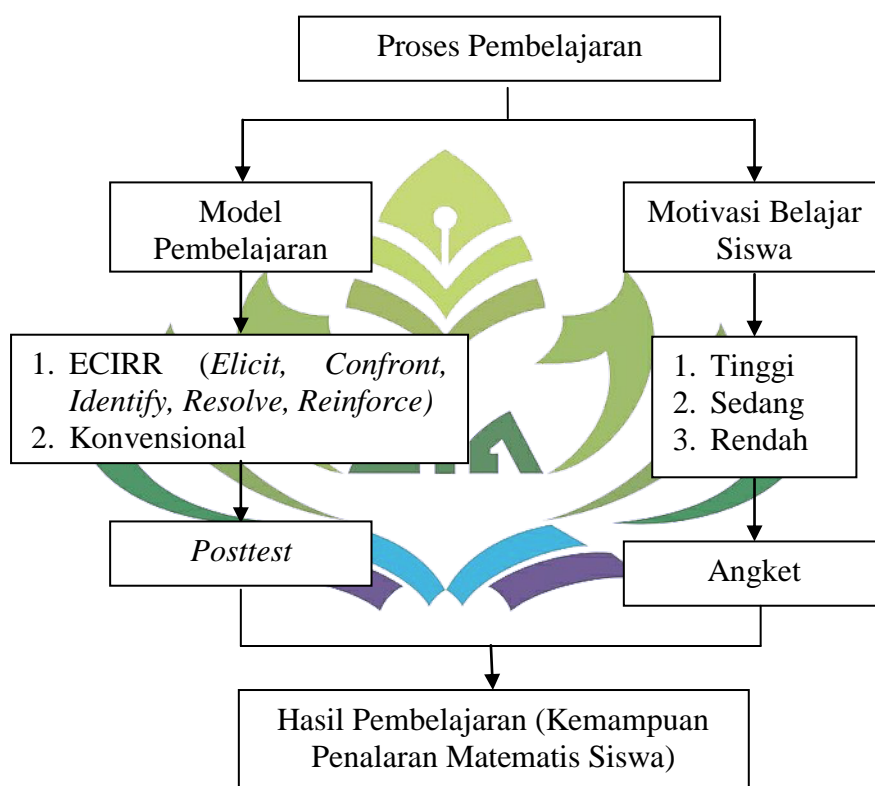 Proses Pembelajaran
Model
Pembelajaran
Motivasi Belajar
Siswa
1. ECIRR (Elicit, Confront,
Identify, Resolve, Reinforce)
2. Konvensional
1. Tinggi
2. Sedang
3. Rendah
Posttest
Angket
Hasil Pembelajaran (Kemampuan
Penalaran Matematis Siswa)